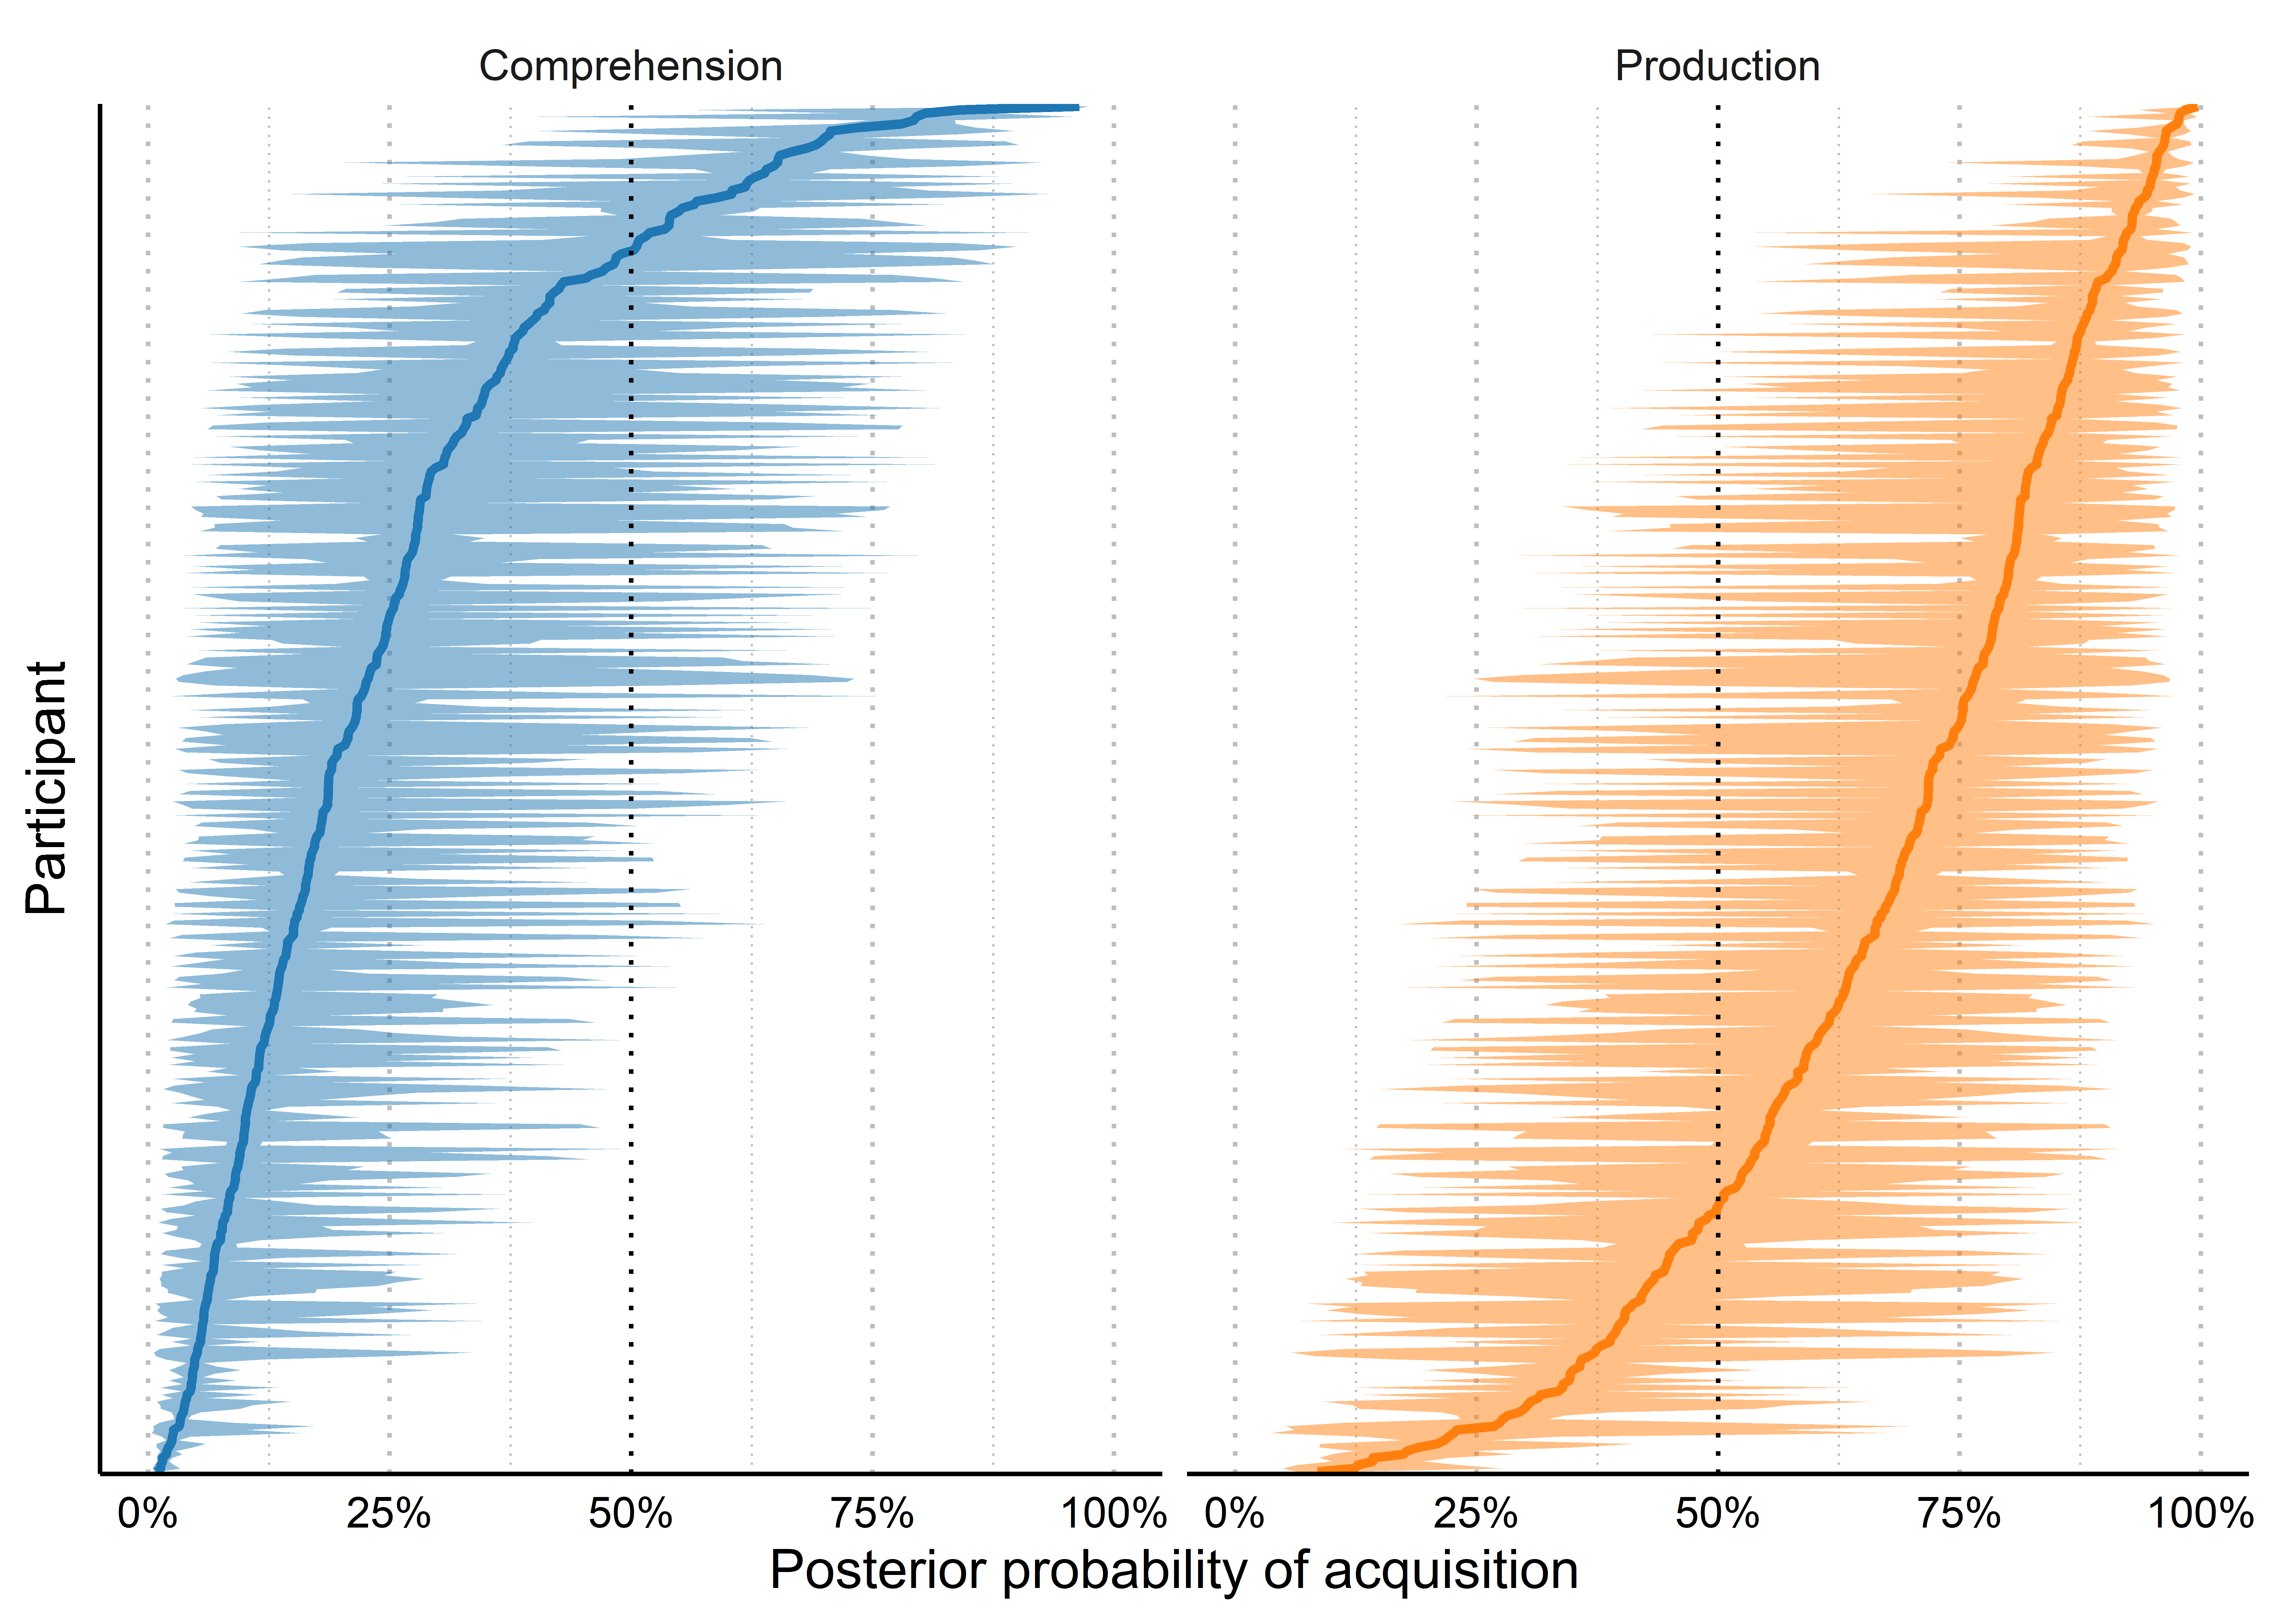 Comprehension Production
Participant
0% 25% 50% 75% 100% 0% 25% 50% 75% 100%
Posterior probability of acquisition